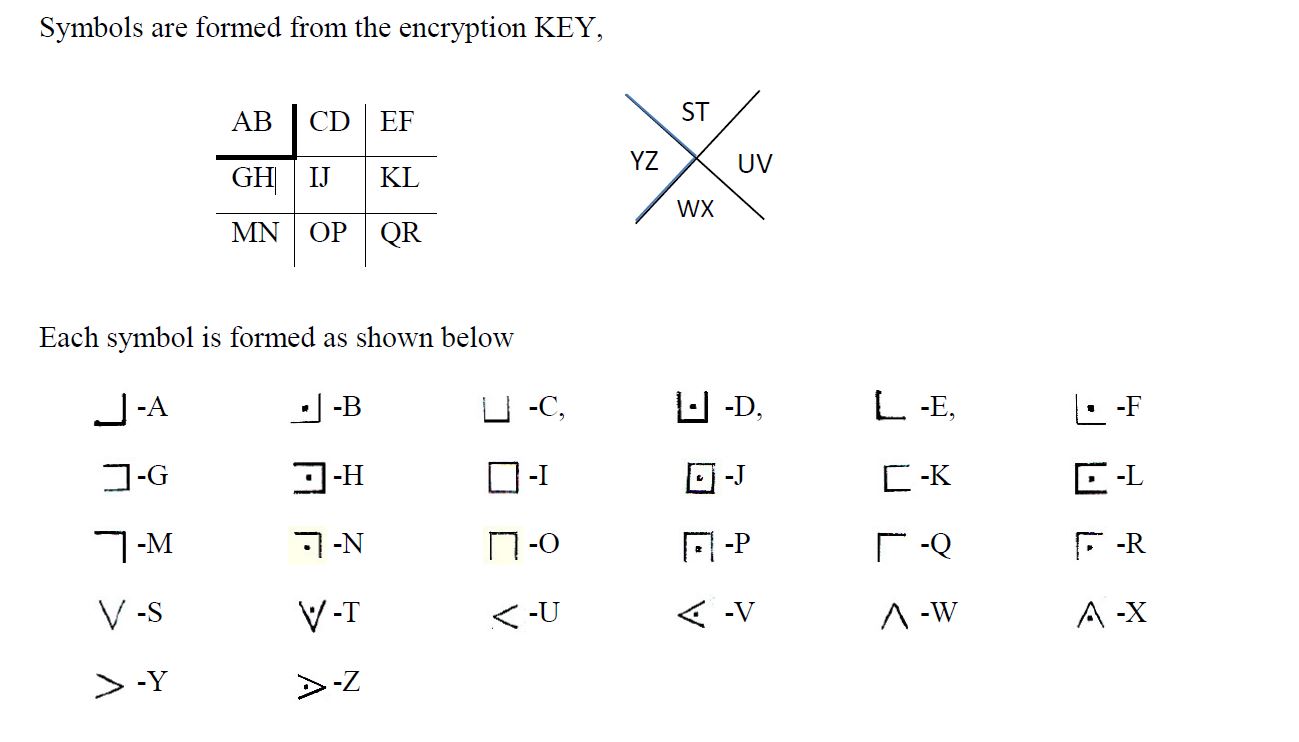 Symbols are formed from the encryption KEY,
AB CD EF
GH IJ KL
MN OP QR
ST
YZ UV
WX
Each symbol is formed as shown below
-A -B -C, -D, -E, -F
-G -H -I -J -K -L
-M -N -O -P -Q -R
-S -T -U -V -W -X
-Y -Z